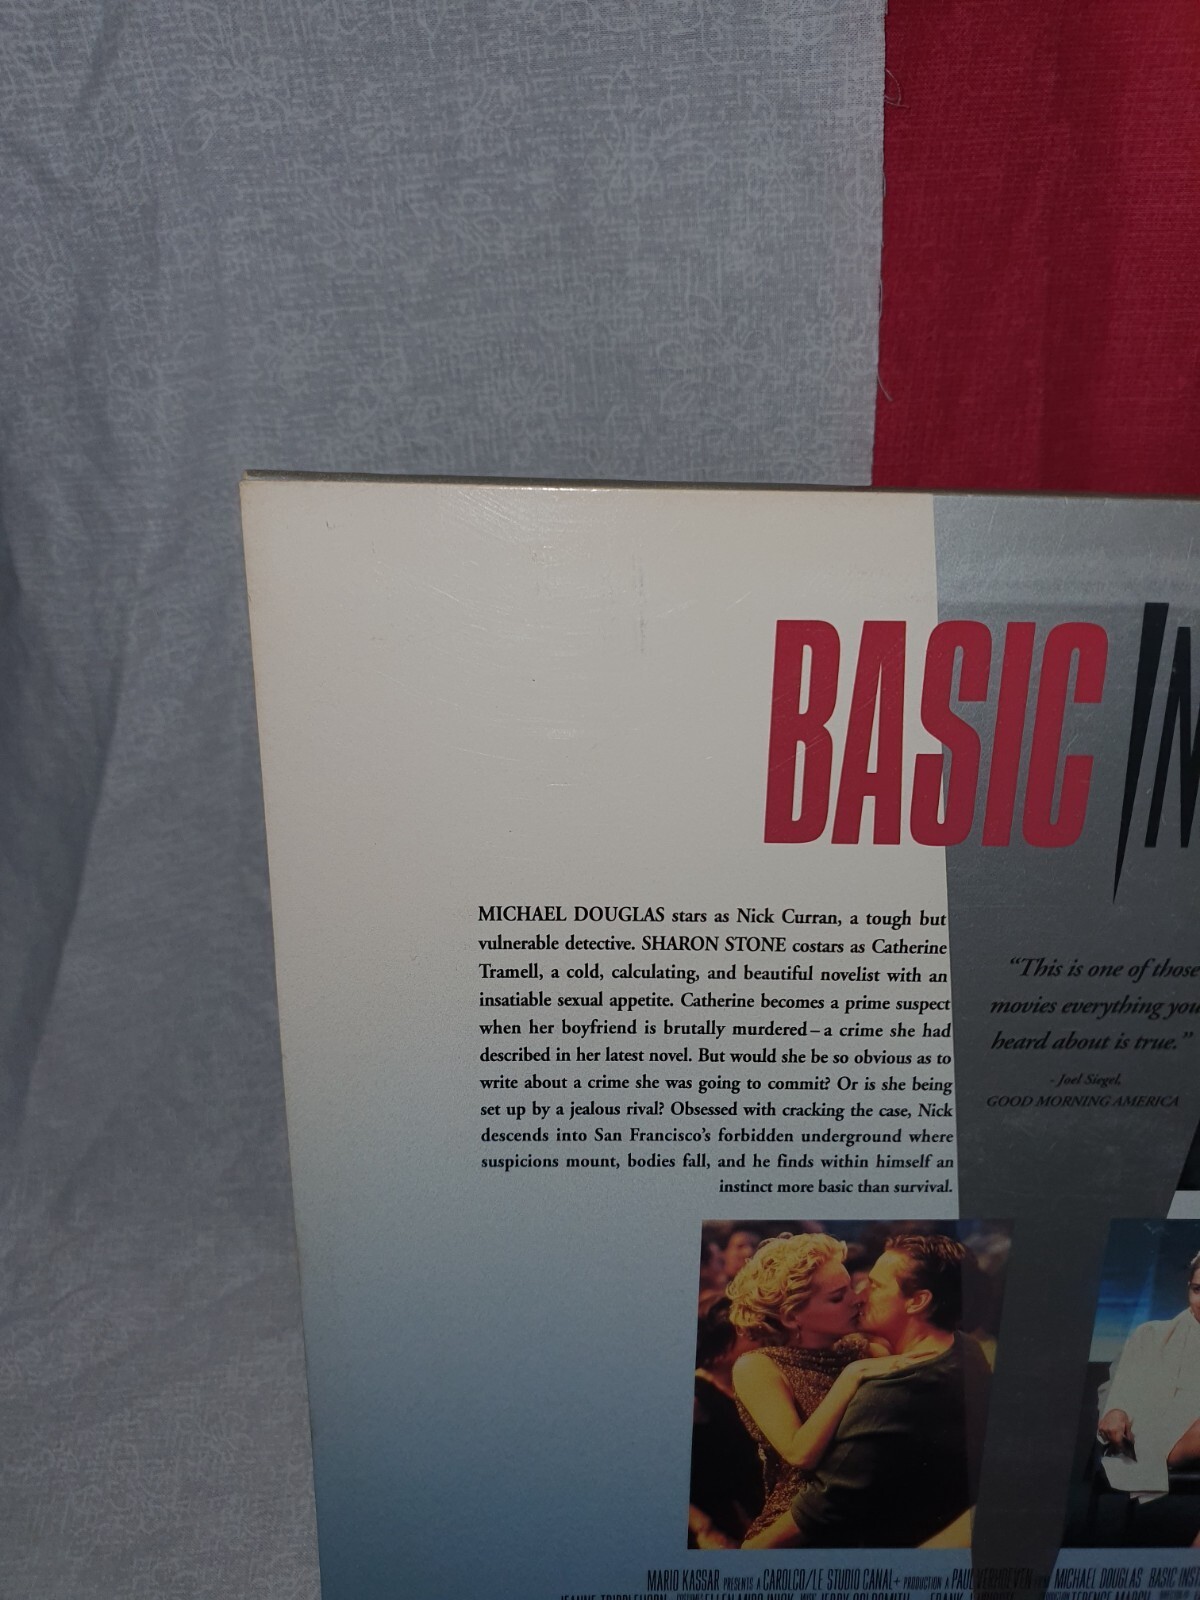 BASIC IN
MICHAEL DOUGLAS stars as Nick Curran, a tough but
vulnerable detective. SHARON STONE costars as Catherine
Tramell, a cold, calculating, and beautiful novelist with an
insatiable sexual appetite. Catherine becomes a prime suspect
when her boyfriend is brutally murdered–a crime she had
described in her latest novel. But would she be so obvious as to
write about a crime she was going to commit? Or is she being
set up by a jealous rival? Obsessed with cracking the case, Nick
descends into San Francisco's forbidden underground where
suspicions mount, bodies fall, and he finds within himself an
instinct more basic than survival.
“This is one of those
movies everything you
heard about is true.”
- Joel Siegel,
GOOD MORNING AMERICA
MARIO KASSAR PRESENTS A CAROLCO/LE STUDIO CANAL+ PRODUCTION A PAUL VERHOEVEN MICHAEL DOUGLAS BASIC INST